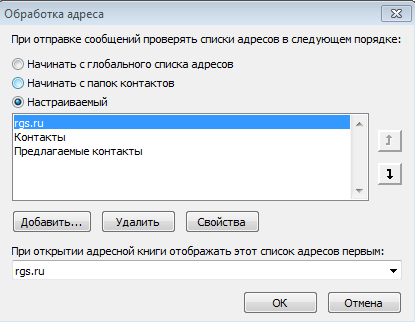 Обработка адреса
При отправке сообщений проверять списки адресов в следующем порядке:
Начинать с глобального списка адресов
Начинать с папок контактов
Настраиваемый
rgs.ru
Контакты
Предлагаемые контакты
Добавить... Удалить Свойства
При открытии адресной книги отображать этот список адресов первым:
rgs.ru
ОК Отмена